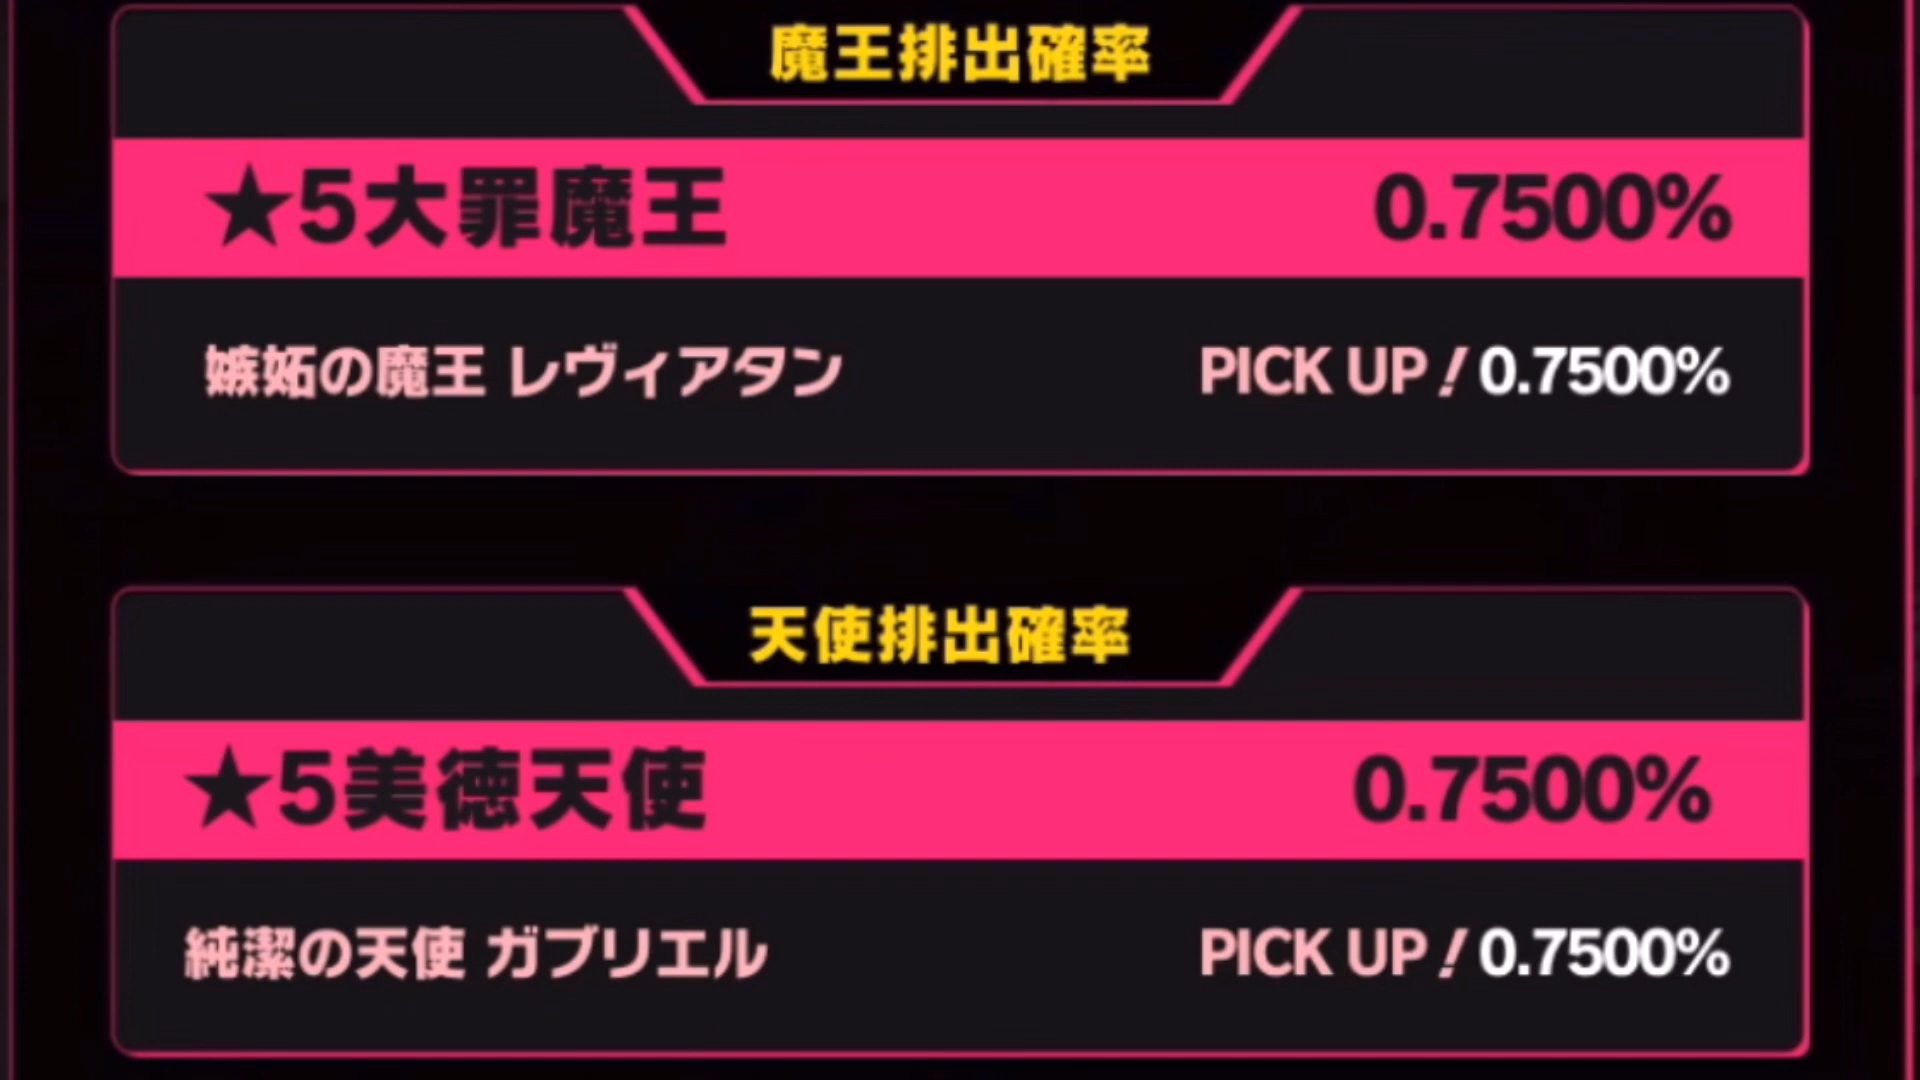 魔王排出確率
★5大罪魔王 0.7500%
嫉妬の魔王 レヴィアタン PICK UP! 0.7500%
天使排出確率
★5美徳天使 0.7500%
純潔の天使 ガブリエル PICK UP! 0.7500%